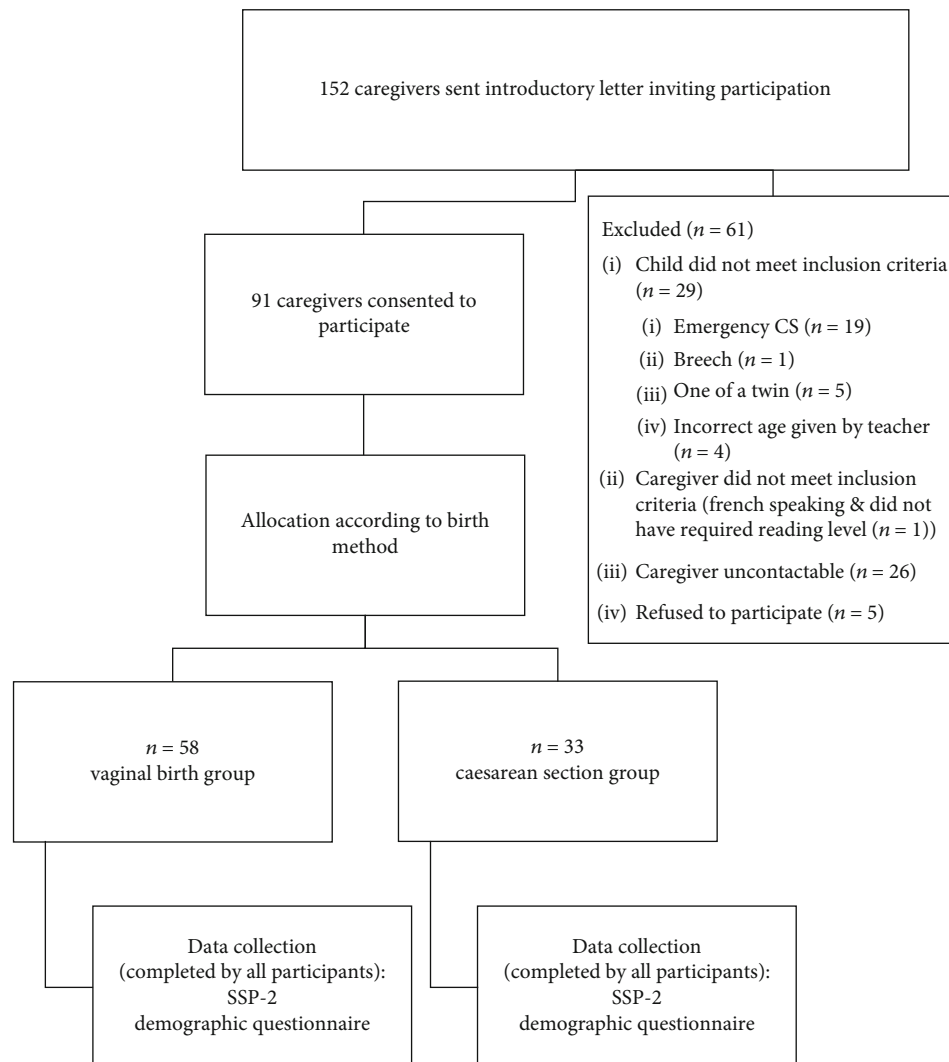 152 caregivers sent introductory letter inviting participation
91 caregivers consented to
participate
Excluded (n = 61)
(i) Child did not meet inclusion criteria
(n = 29)
(i) Emergency CS (n = 19)
(ii) Breech (n = 1)
(iii) One of a twin (n = 5)
(iv) Incorrect age given by teacher
(n = 4)
(ii) Caregiver did not meet inclusion
criteria (french speaking & did not
have required reading level (n = 1))
(iii) Caregiver uncontactable (n = 26)
(iv) Refused to participate (n = 5)
Allocation according to birth
method
n = 58
vaginal birth group
n = 33
caesarean section group
Data collection
(completed by all participants):
SSP-2
demographic questionnaire
Data collection
(completed by all participants):
SSP-2
demographic questionnaire